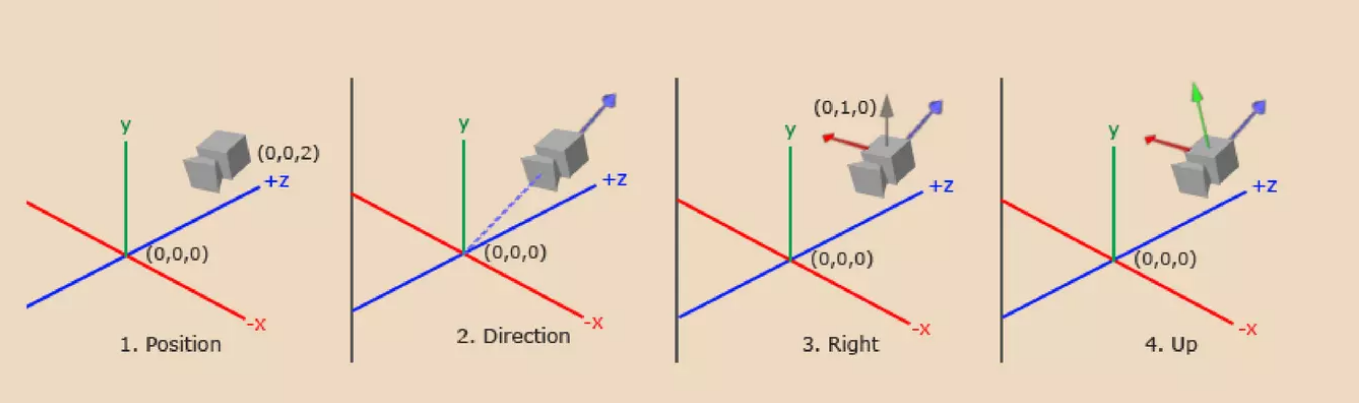 y
(0,0,2)
+z
(0,0,0)
-x
1. Position
y
+z
(0,0,0)
-x
2. Direction
(0,1,0)
y
+z
(0,0,0)
-x
3. Right
y
+z
(0,0,0)
-x
4. Up